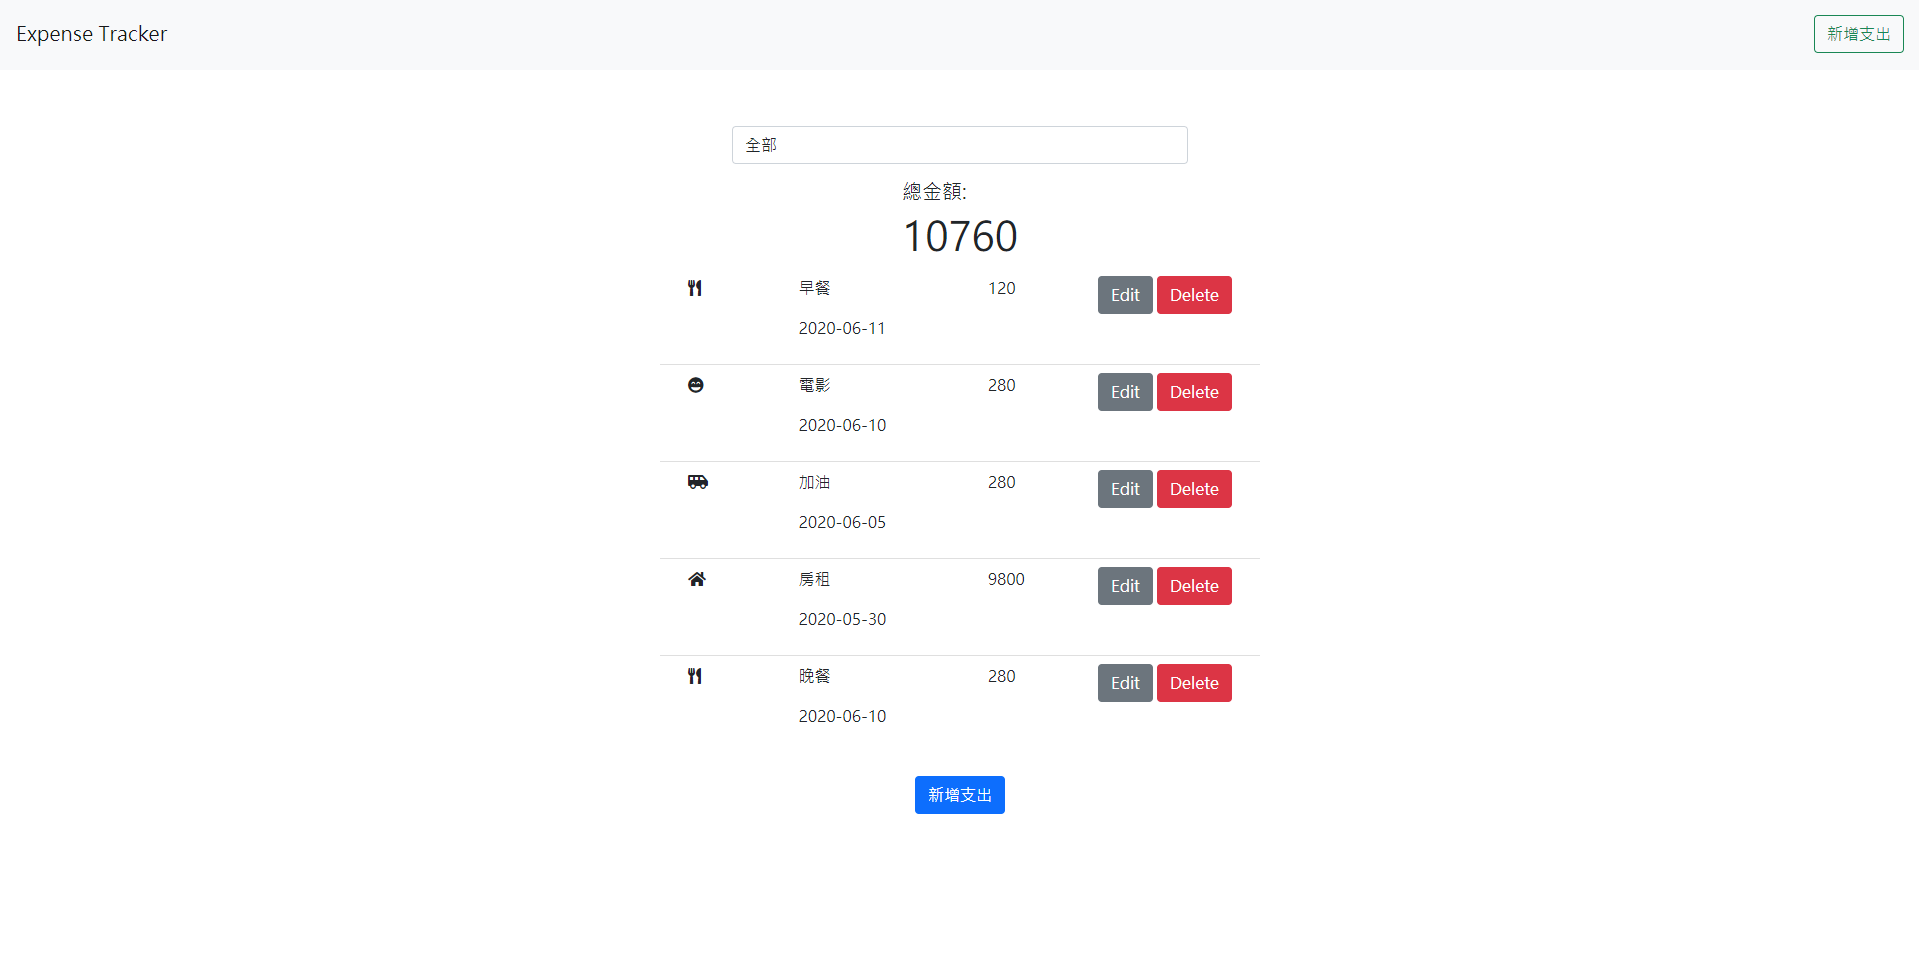 Expense Tracker
新增支出
全部
總金額:
10760
早餐 120 Edit Delete
2020-06-11
電影 280 Edit Delete
2020-06-10
加油 280 Edit Delete
2020-06-05
房租 9800 Edit Delete
2020-05-30
晚餐 280 Edit Delete
2020-06-10
新增支出